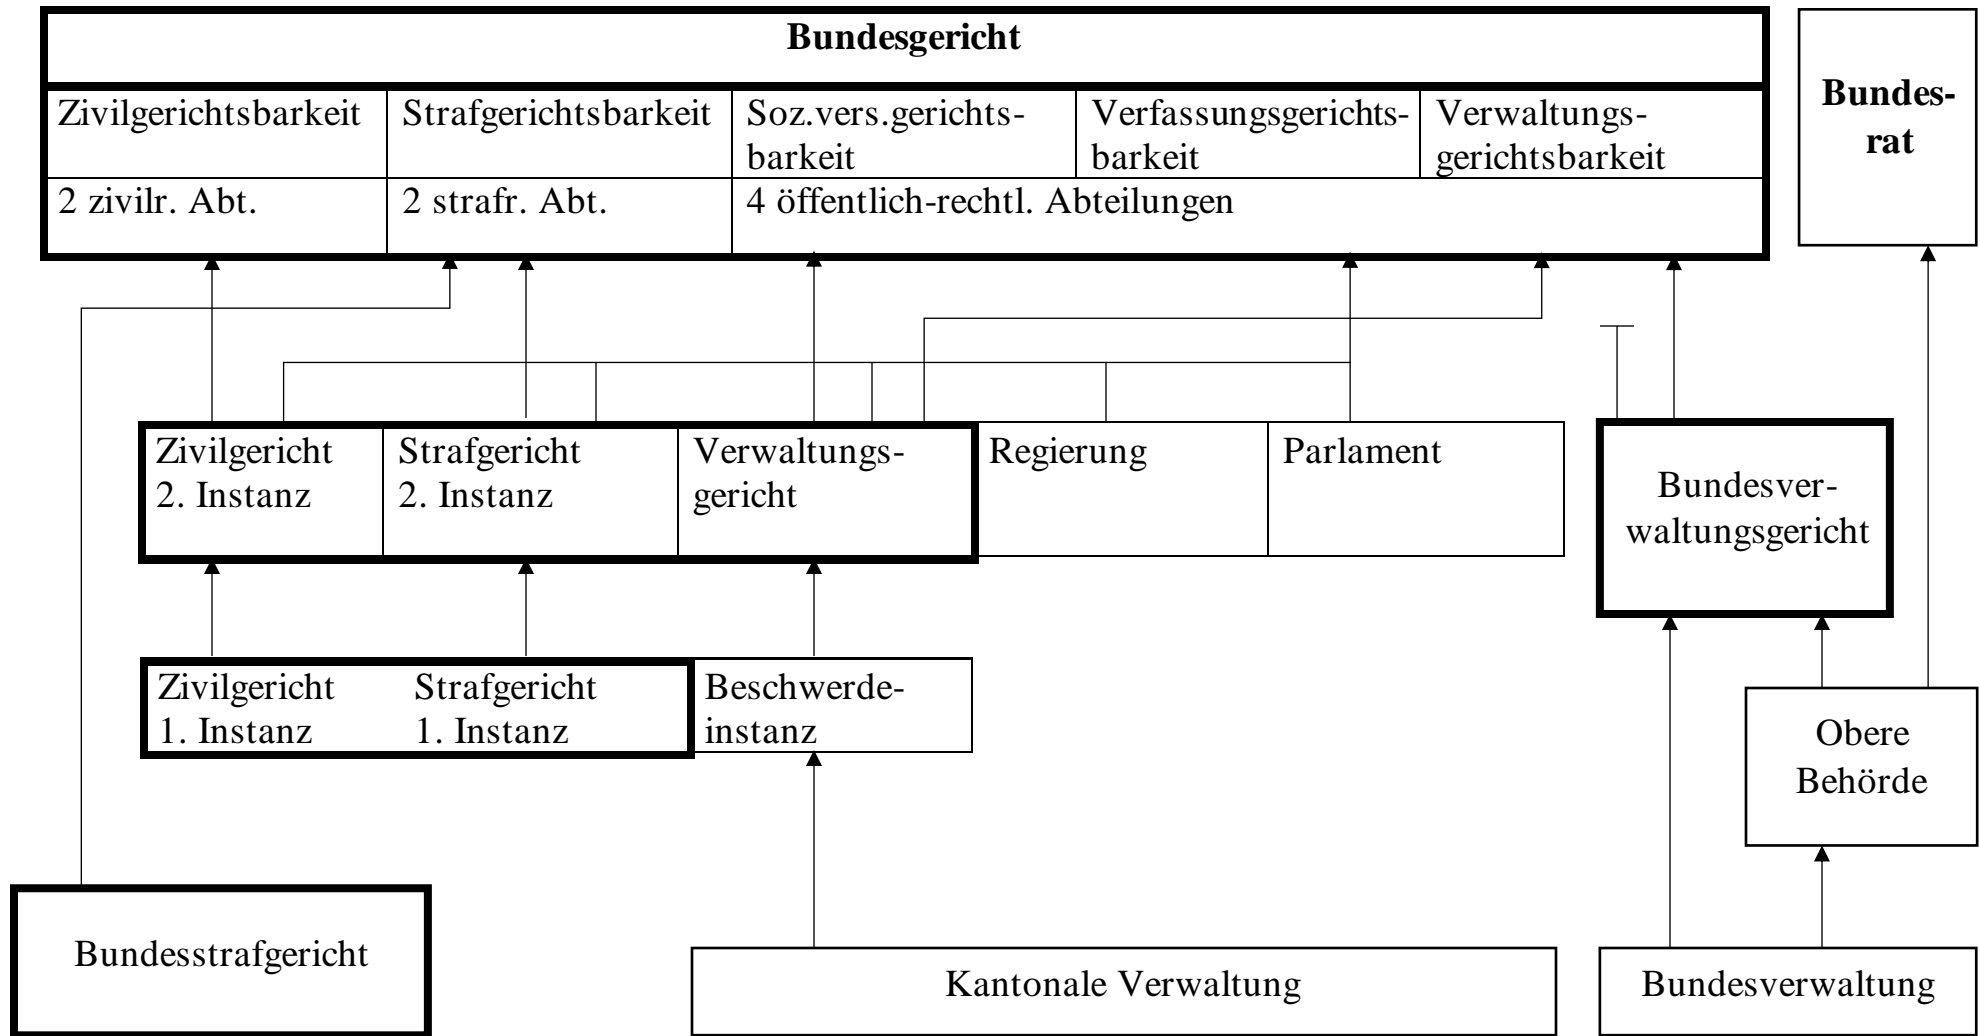 Bundesgericht
Bundes-
rat
Zivilgerichtsbarkeit
Strafgerichtsbarkeit
Soz.vers.gerichts-
barkeit
Verfassungsgerichts-
barkeit
Verwaltungs-
gerichtsbarkeit
2 zivilr. Abt.
2 strafr. Abt.
4 öffentlich-rechtl. Abteilungen
Zivilgericht
2. Instanz
Strafgericht
2. Instanz
Verwaltungs-
gericht
Regierung
Parlament
Bundesver-
waltungsgericht
Zivilgericht
1. Instanz
Strafgericht
1. Instanz
Beschwerde-
instanz
Obere
Behörde
Bundesstrafgericht
Kantonale Verwaltung
Bundesverwaltung